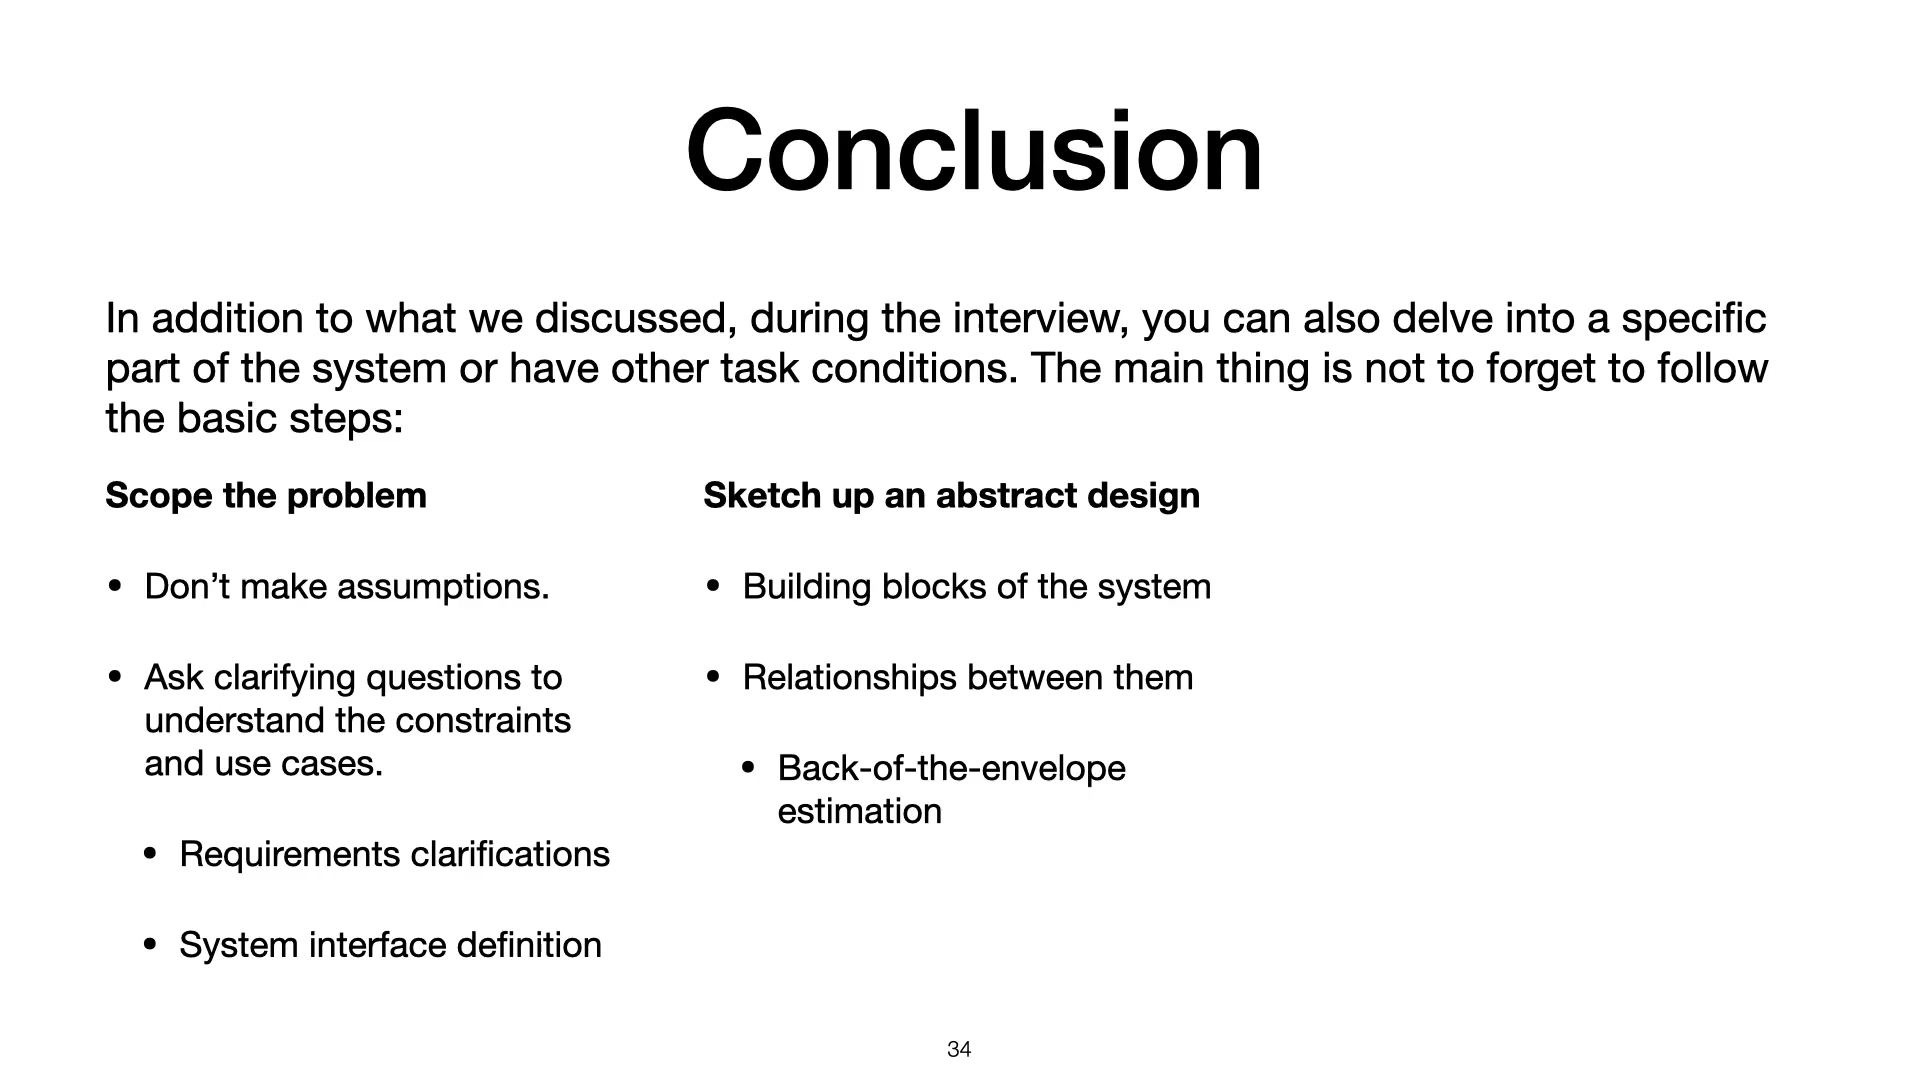 Conclusion
In addition to what we discussed, during the interview, you can also delve into a specific
part of the system or have other task conditions. The main thing is not to forget to follow
the basic steps:
Scope the problem
• Don’t make assumptions.
• Ask clarifying questions to
understand the constraints
and use cases.
• Requirements clarifications
• System interface definition
Sketch up an abstract design
• Building blocks of the system
• Relationships between them
• Back-of-the-envelope
estimation
34